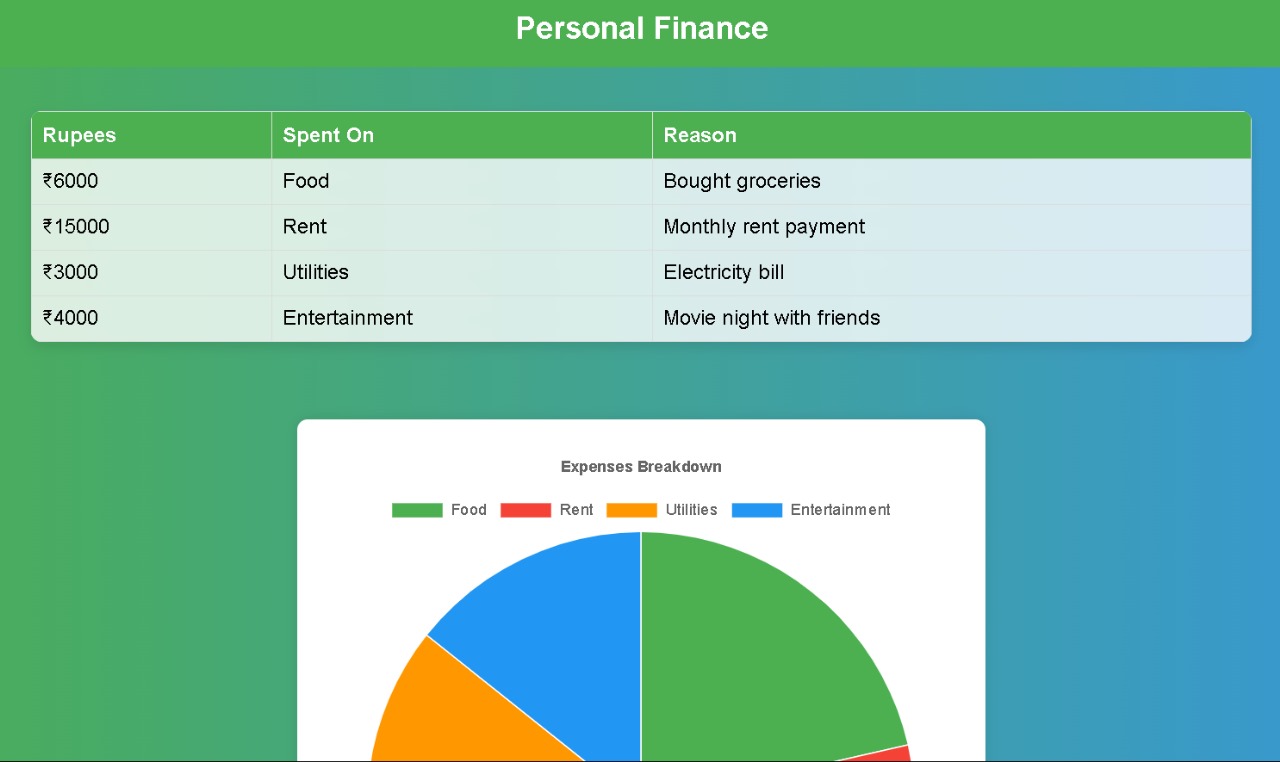 Personal Finance
Rupees Spent On Reason
₹6000 Food Bought groceries
₹15000 Rent Monthly rent payment
₹3000 Utilities Electricity bill
₹4000 Entertainment Movie night with friends
Expenses Breakdown
Food Rent Utilities Entertainment